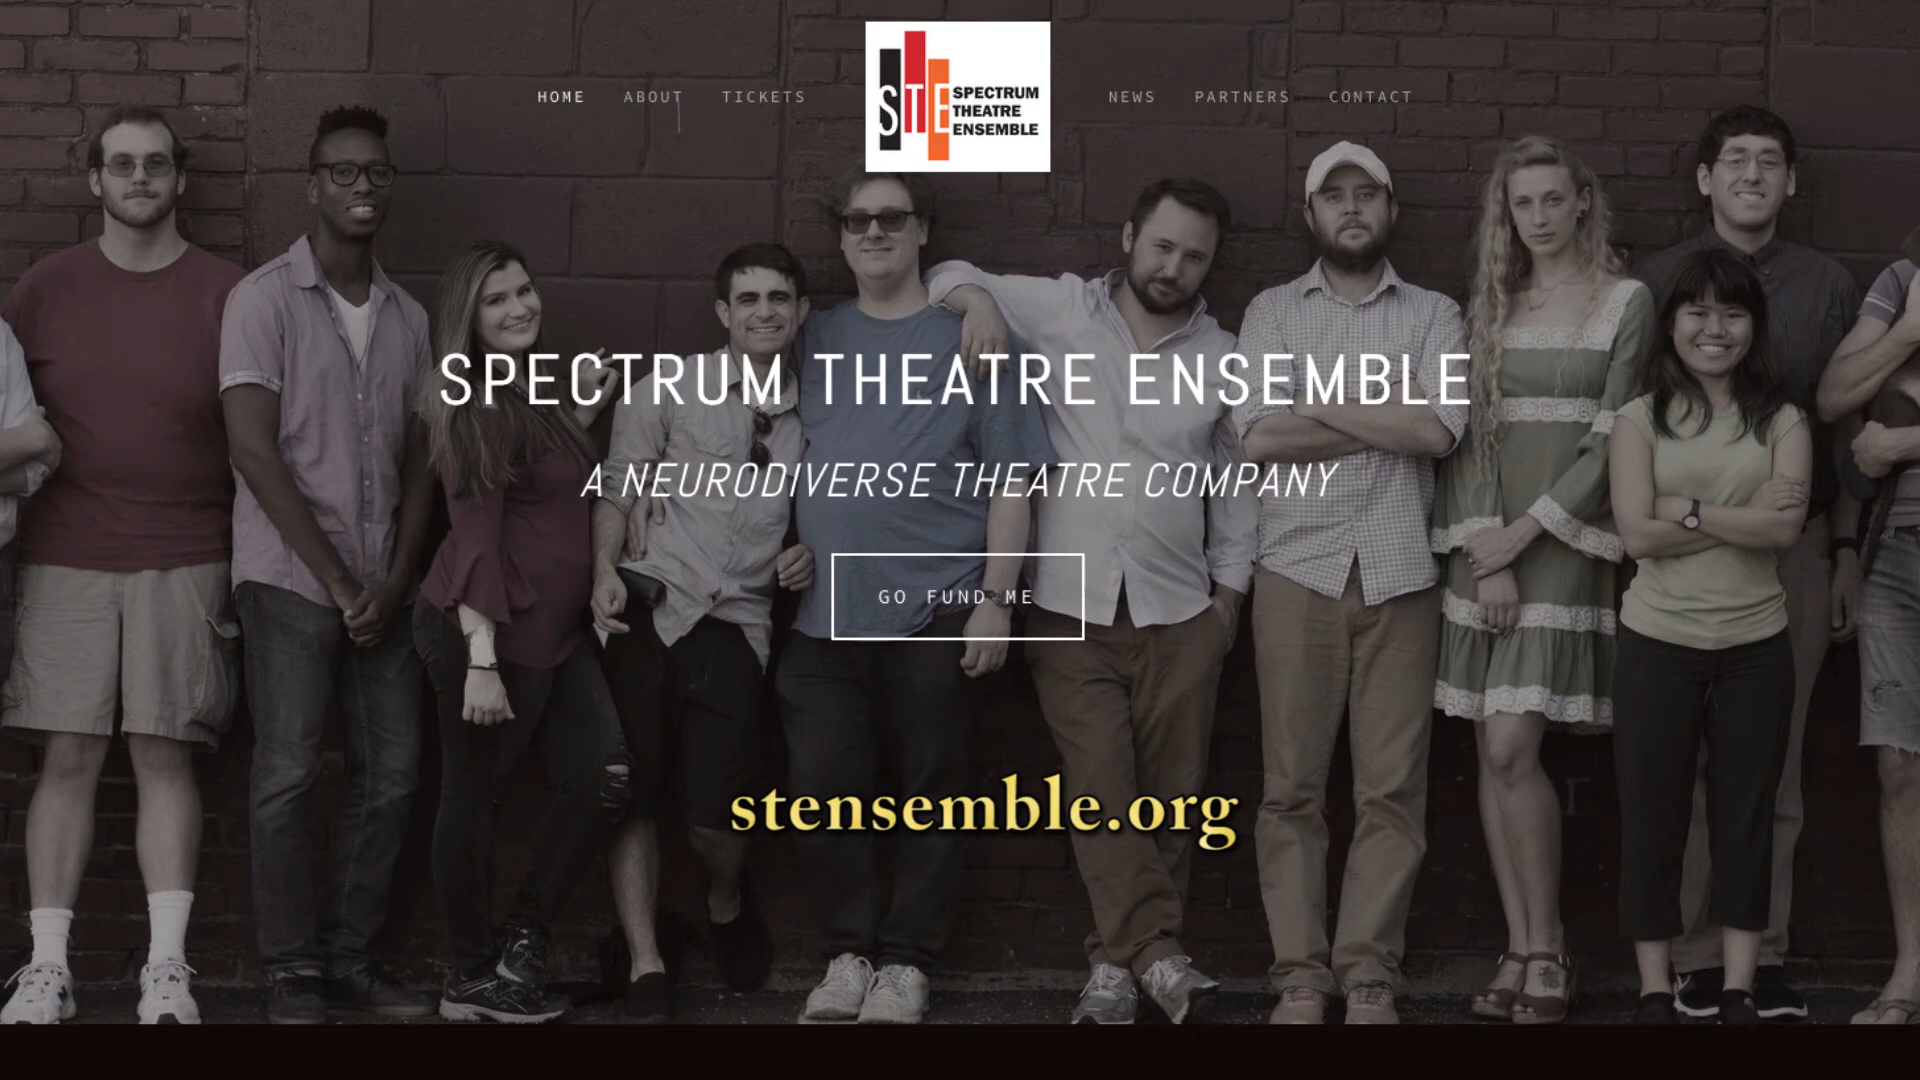 HOME ABOUT TICKETS
STE
SPECTRUM
THEATRE
ENSEMBLE
NEWS PARTNERS CONTACT
SPECTRUM THEATRE ENSEMBLE
A NEURODIVERSE THEATRE COMPANY
GO FUND ME
stensemble.org